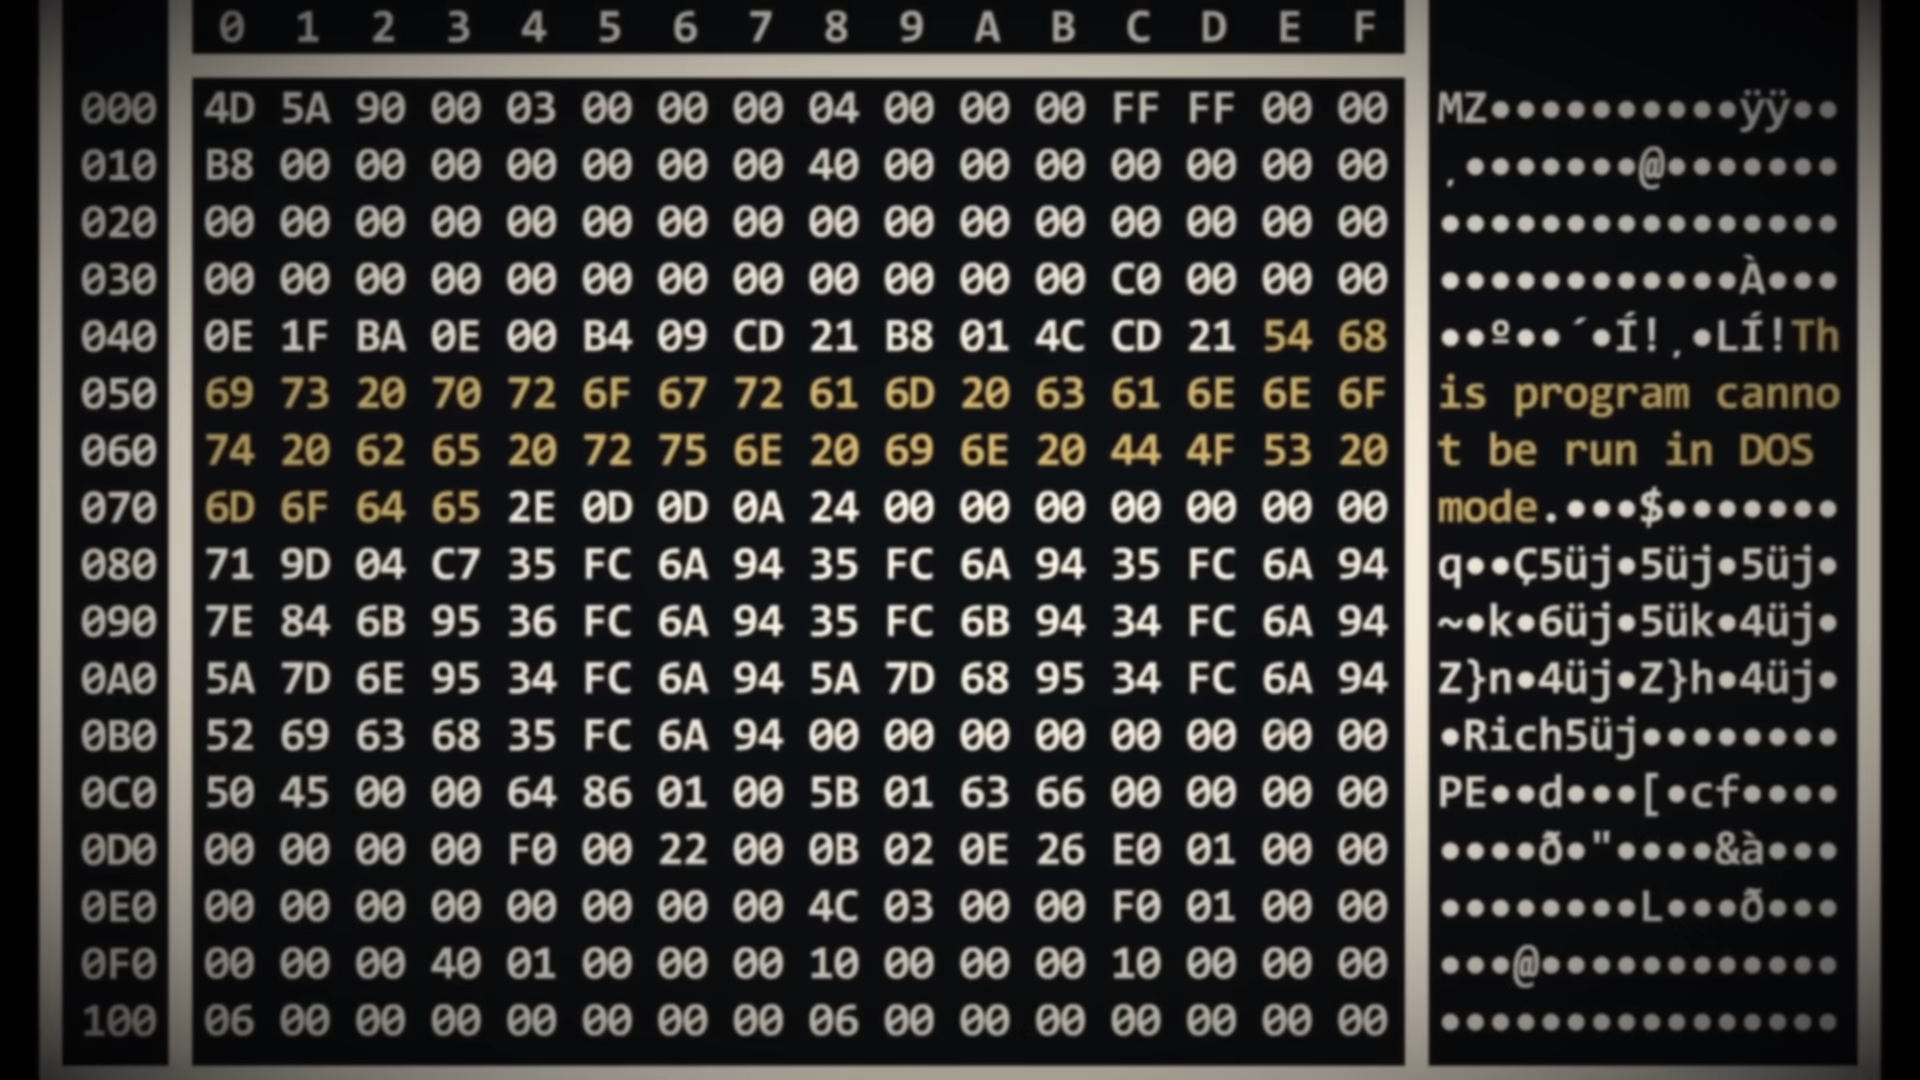 0 1 2 3 4 5 6 7 8 9 A B C D E F
000 4D 5A 90 00 03 00 00 00 04 00 00 00 FF FF 00 00 MZ••••••••••ÿÿ••
010 B8 00 00 00 00 00 00 00 40 00 00 00 00 00 00 00 ¸•••••••@•••••••
020 00 00 00 00 00 00 00 00 00 00 00 00 00 00 00 00 ••••••••••••••••
030 00 00 00 00 00 00 00 00 00 00 00 00 C0 00 00 00 ••••••••••••À•••
040 0E 1F BA 0E 00 B4 09 CD 21 B8 01 4C CD 21 54 68 ••º••´•Í!¸•LÍ!Th
050 69 73 20 70 72 6F 67 72 61 6D 20 63 61 6E 6E 6F is program canno
060 74 20 62 65 20 72 75 6E 20 69 6E 20 44 4F 53 20 t be run in DOS
070 6D 6F 64 65 2E 0D 0D 0A 24 00 00 00 00 00 00 00 mode.•••$•••••••
080 71 9D 04 C7 35 FC 6A 94 35 FC 6A 94 35 FC 6A 94 q••Ç5üj•5üj•5üj•
090 7E 84 6B 95 36 FC 6A 94 35 FC 6B 94 34 FC 6A 94 ~•k•6üj•5ük•4üj•
0A0 5A 7D 6E 95 34 FC 6A 94 5A 7D 68 95 34 FC 6A 94 Z}n•4üj•Z}h•4üj•
0B0 52 69 63 68 35 FC 6A 94 00 00 00 00 00 00 00 00 •Rich5üj••••••••
0C0 50 45 00 00 64 86 01 00 5B 01 63 66 00 00 00 00 PE••d•••[•cf••••
0D0 00 00 00 00 F0 00 22 00 0B 02 0E 26 E0 01 00 00 ••••ð•"••••&à•••
0E0 00 00 00 00 00 00 00 00 4C 03 00 00 F0 01 00 00 ••••••••L•••ð•••
0F0 00 00 00 40 01 00 00 00 10 00 00 00 10 00 00 00 •••@••••••••••••
100 06 00 00 00 00 00 00 00 06 00 00 00 00 00 00 00 ••••••••••••••••